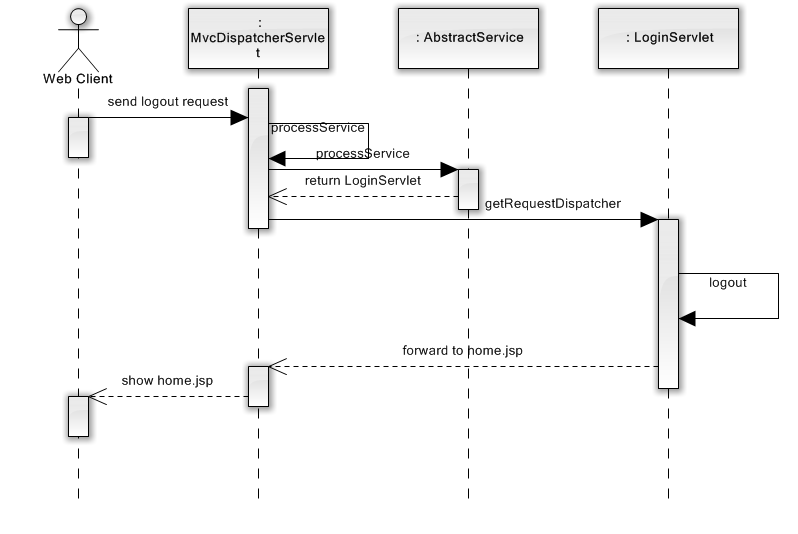 :
MvcDispatcherServle
t
: AbstractService
: LoginServlet
Web Client
send logout request
processService
processService
return LoginServlet
getRequestDispatcher
logout
forward to home.jsp
show home.jsp